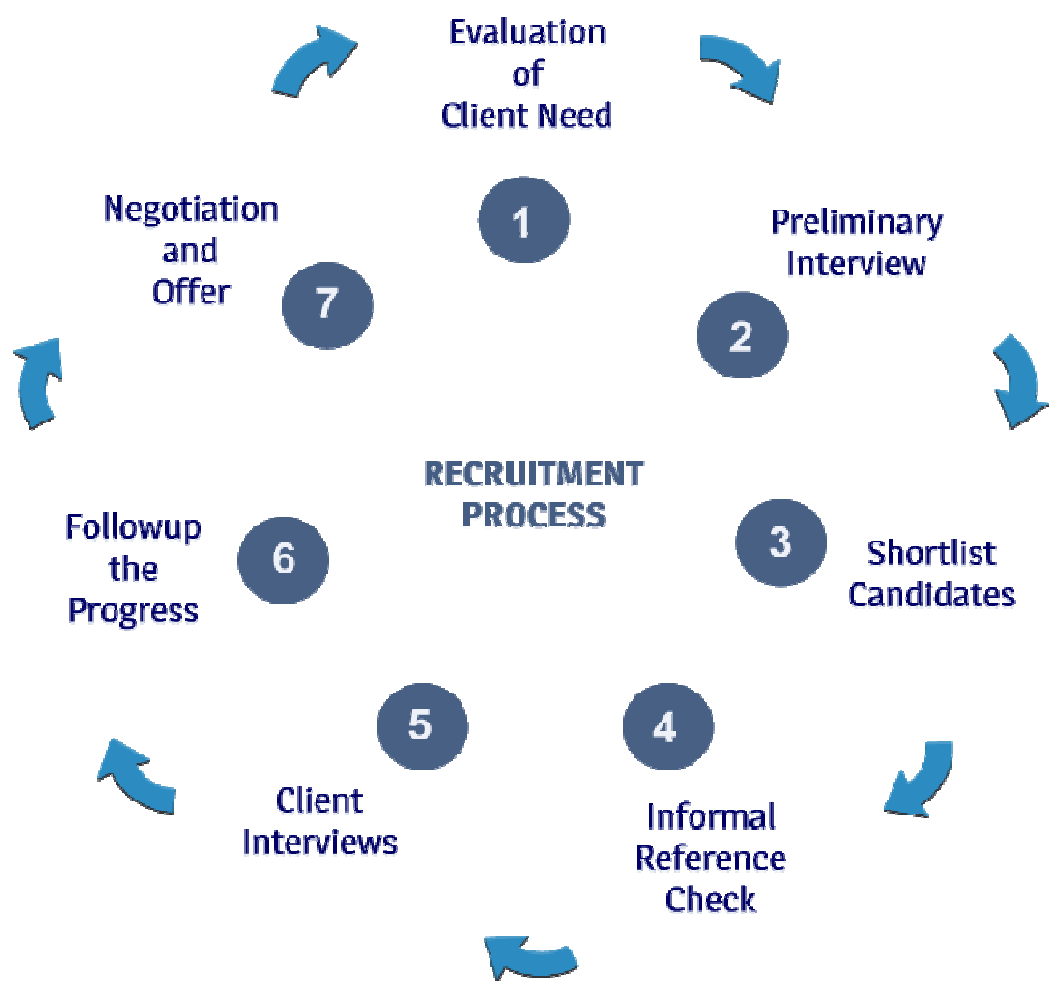 Evaluation
of
Client Need
1
Preliminary
Interview
2
Shortlist
Candidates
3
Informal
Reference
Check
4
Client
Interviews
5
Followup
the
Progress
6
Negotiation
and
Offer
7
RECRUITMENT
PROCESS